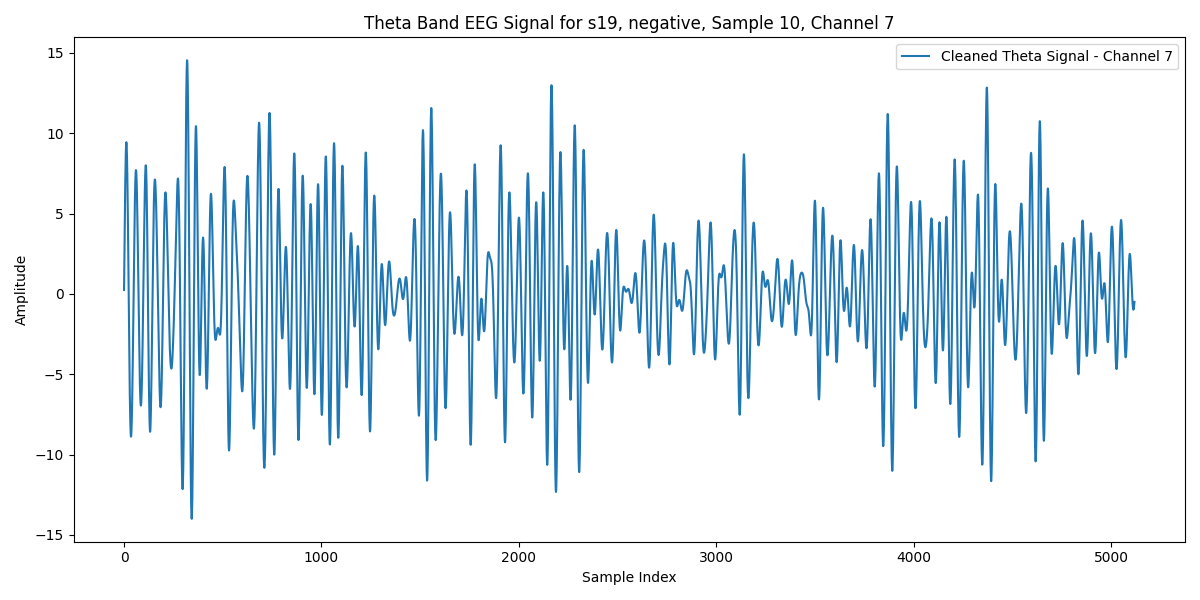 Theta Band EEG Signal for s19, negative, Sample 10, Channel 7
Cleaned Theta Signal - Channel 7
Amplitude
15
10
5
0
−5
−10
−15
0 1000 2000 3000 4000 5000
Sample Index